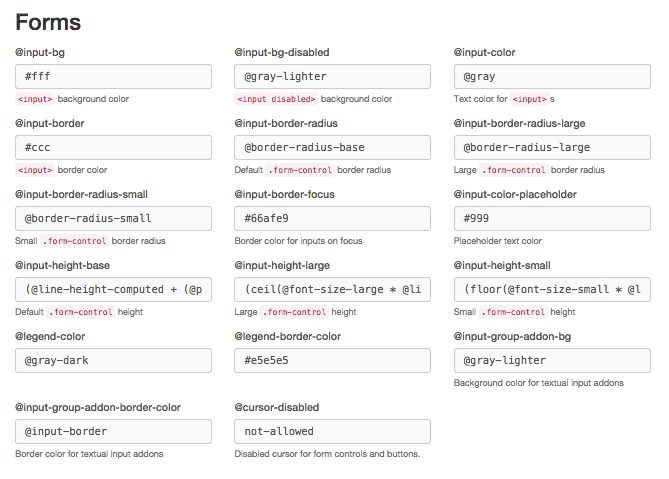 Forms
@input-bg @input-bg-disabled @input-color
#fff @gray-lighter @gray
<input> background color <input disabled> background color Text color for <input>s
@input-border @input-border-radius @input-border-radius-large
#ccc @border-radius-base @border-radius-large
<input> border color Default .form-control border radius Large .form-control border radius
@input-border-radius-small @input-border-focus @input-color-placeholder
@border-radius-small #66afe9 #999
Small .form-control border radius Border color for inputs on focus Placeholder text color
@input-height-base @input-height-large @input-height-small
(@line-height-computed + (@p (ceil(@font-size-large * @li (floor(@font-size-small * @l
Default .form-control height Large .form-control height Small .form-control height
@legend-color @legend-border-color @input-group-addon-bg
@gray-dark #e5e5e5 @gray-lighter
Background color for textual input addons
@input-group-addon-border-color @cursor-disabled
@input-border not-allowed
Border color for textual input addons Disabled cursor for form controls and buttons.